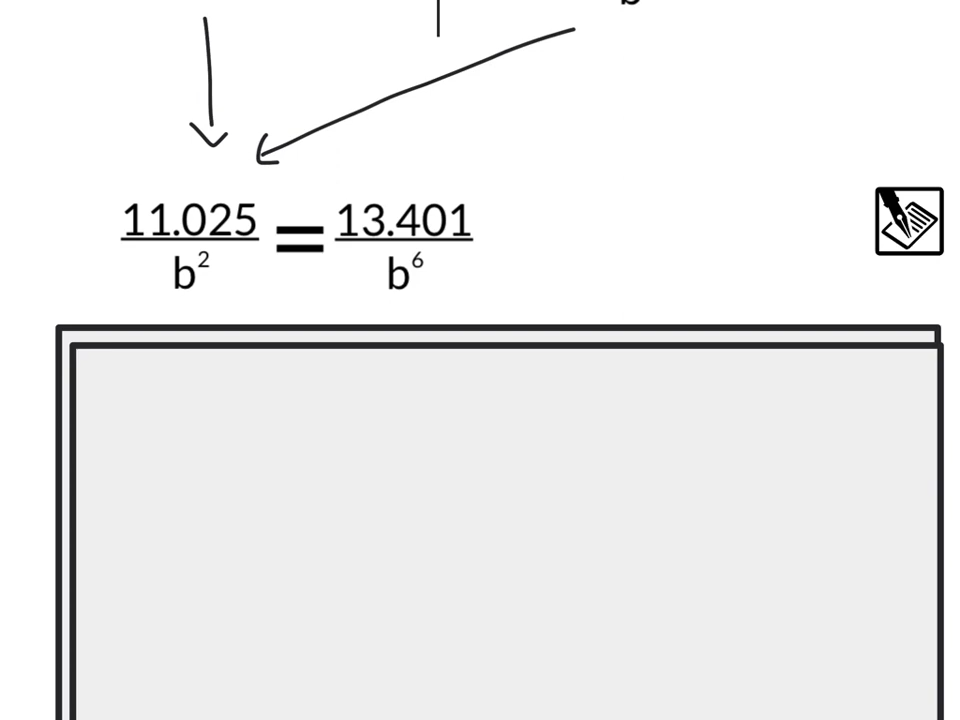 b
11.025 / b² = 13.401 / b⁶